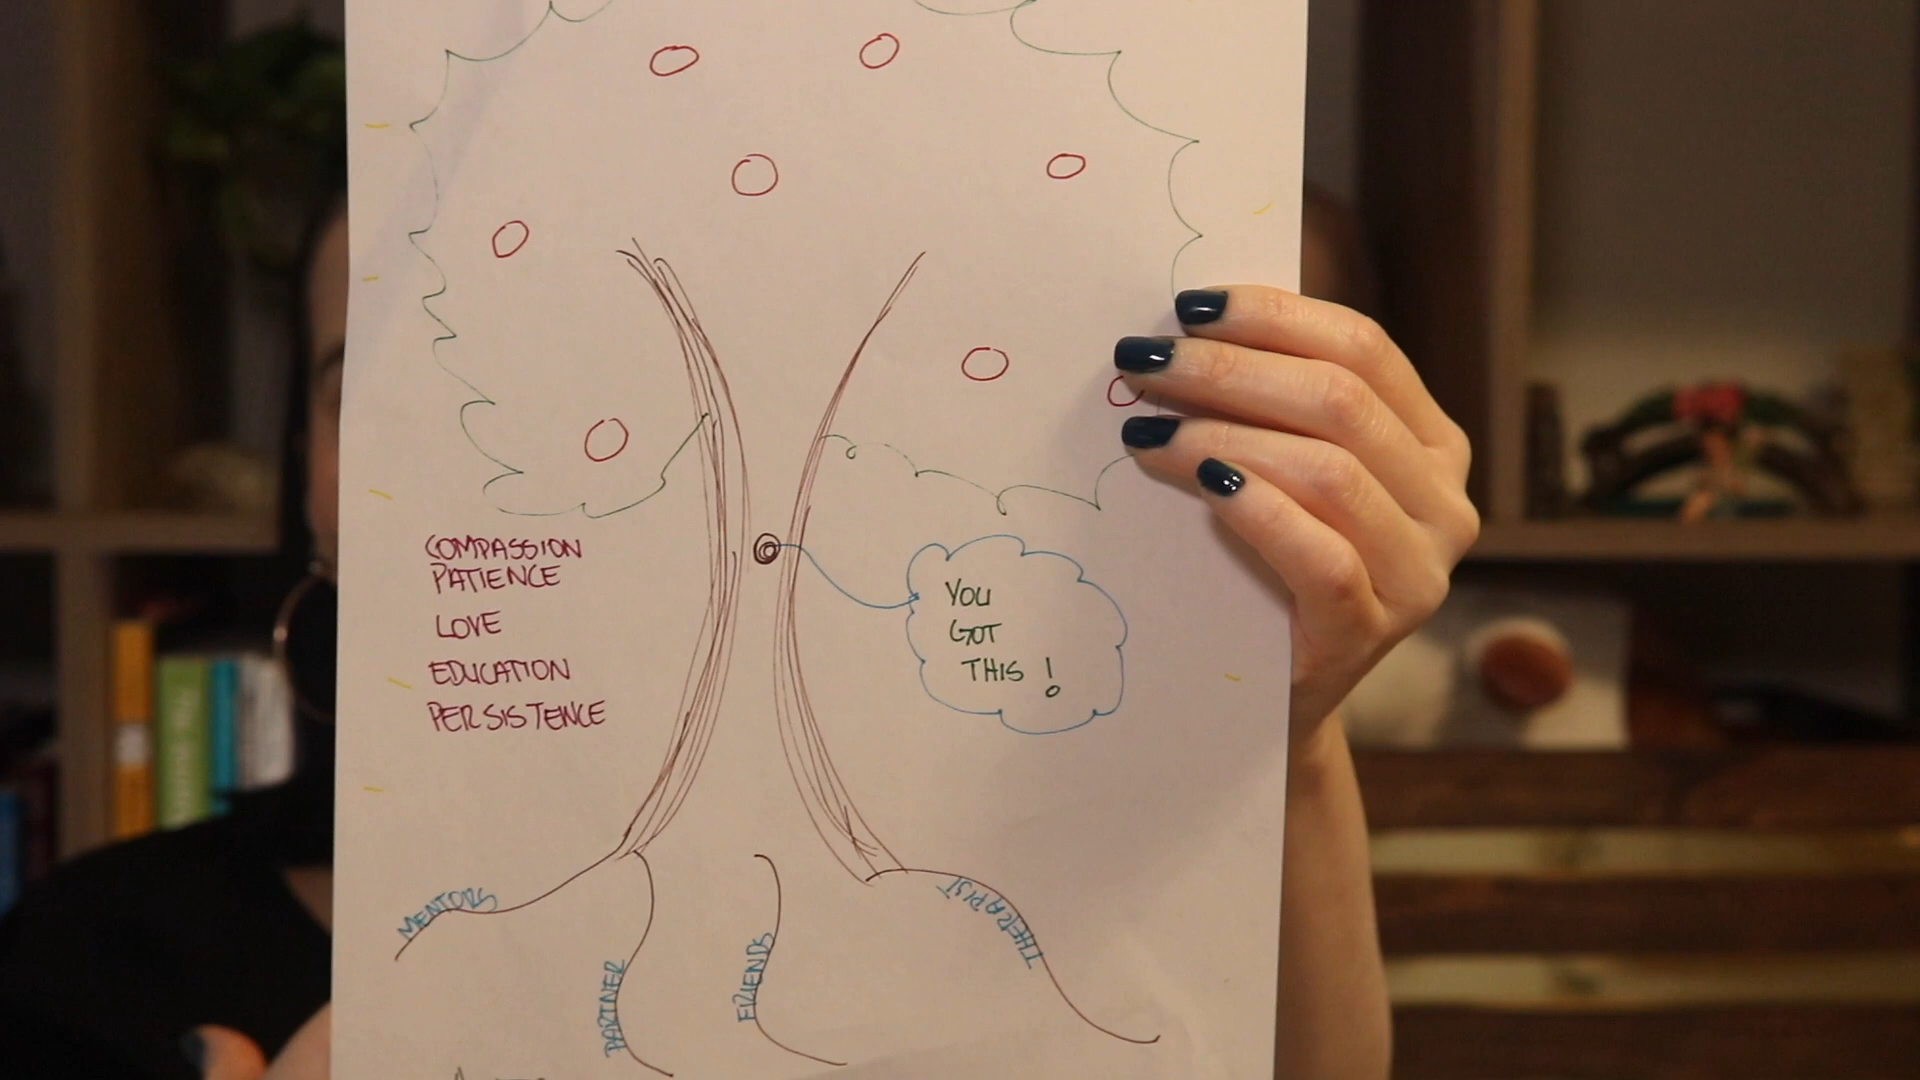 COMPASSION
PATIENCE
LOVE
EDUCATION
PERSISTENCE
YOU
GOT
THIS !
MENTORS
PARTNER
FRIENDS
THERAPIST